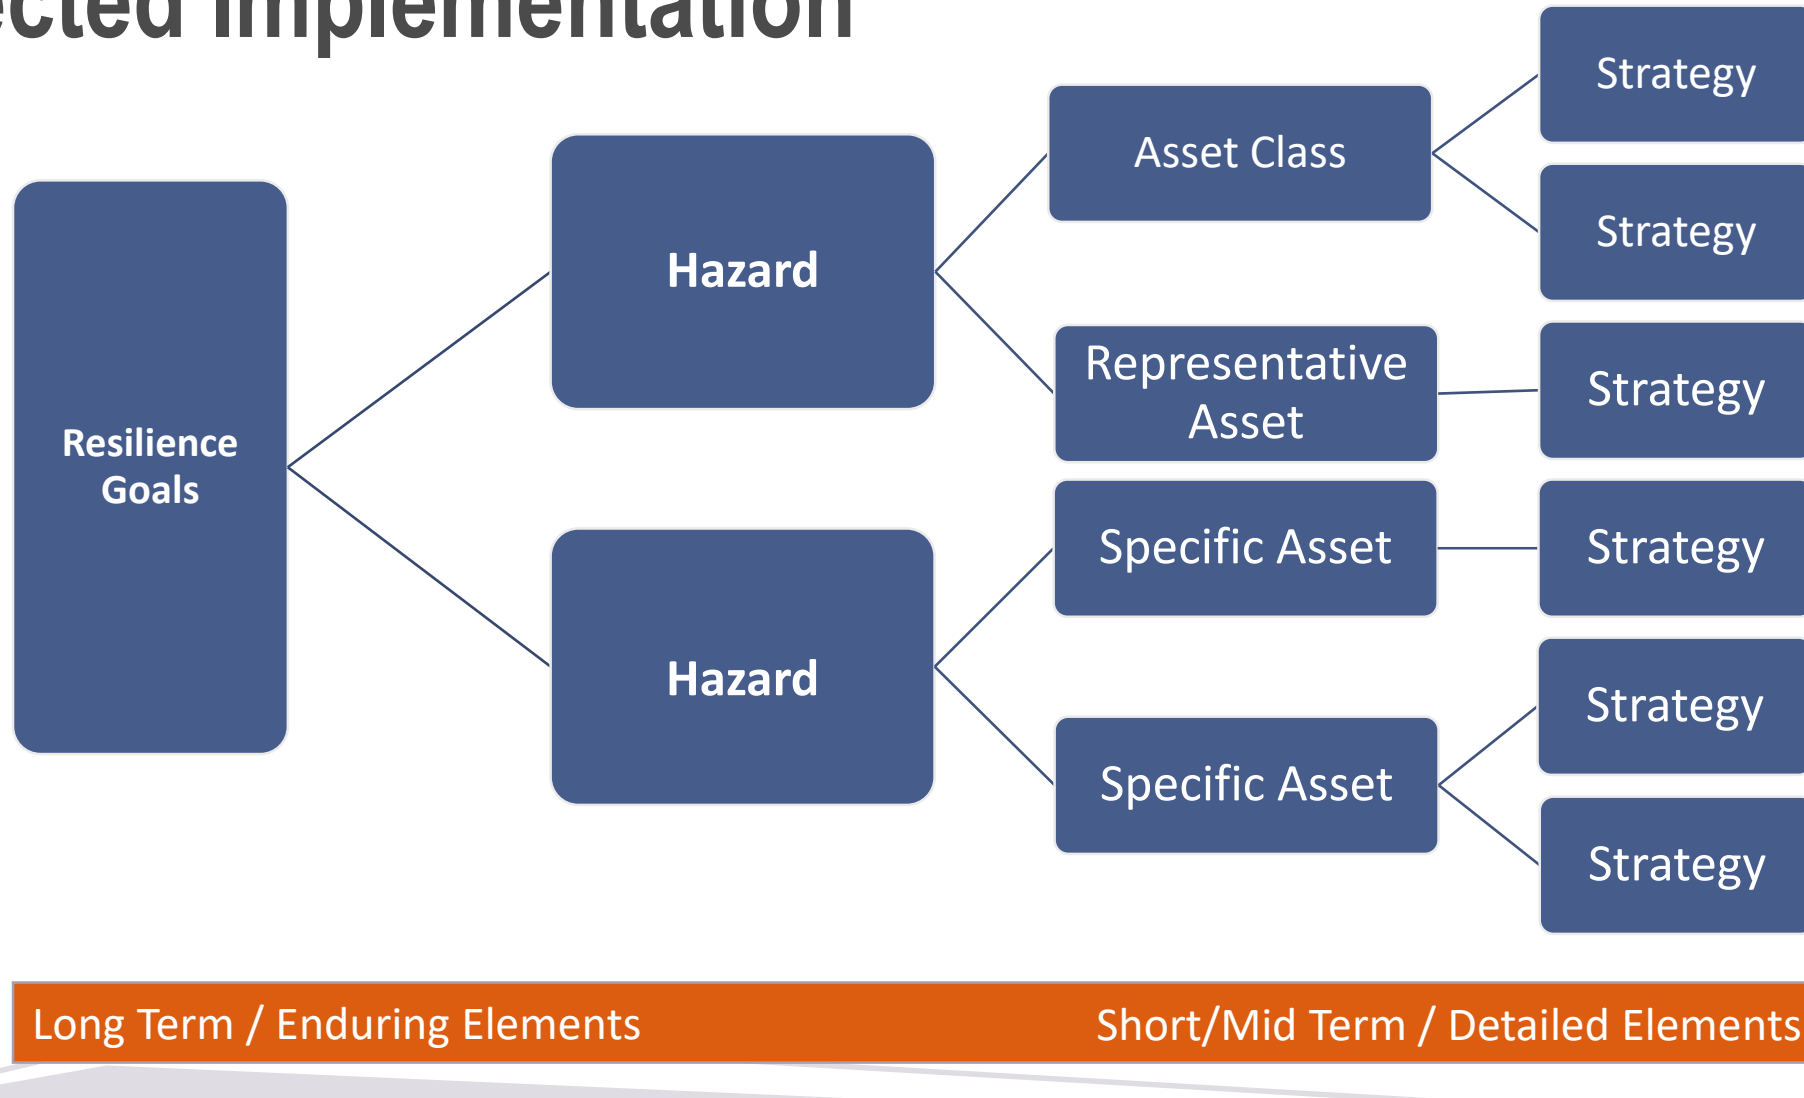 Implementation
Strategy
Asset Class
Strategy
Hazard
Representative
Asset
Strategy
Resilience
Goals
Specific Asset
Strategy
Hazard
Strategy
Specific Asset
Strategy
Long Term / Enduring Elements
Short/Mid Term / Detailed Elements